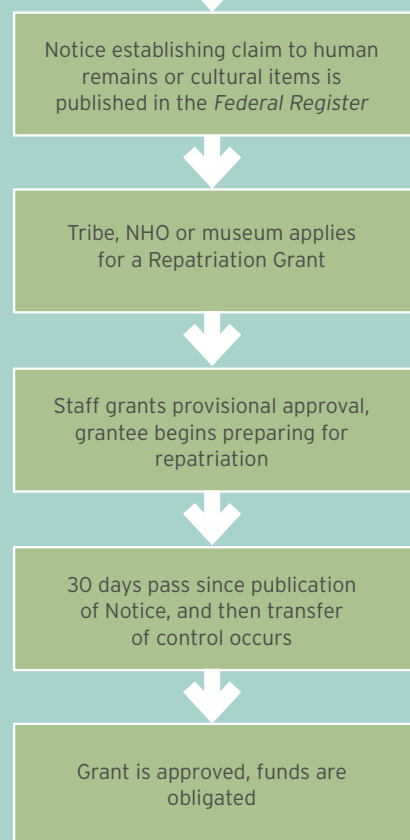 Notice establishing claim to human
remains or cultural items is
published in the Federal Register
Tribe, NHO or museum applies
for a Repatriation Grant
Staff grants provisional approval,
grantee begins preparing for
repatriation
30 days pass since publication
of Notice, and then transfer
of control occurs
Grant is approved, funds are
obligated